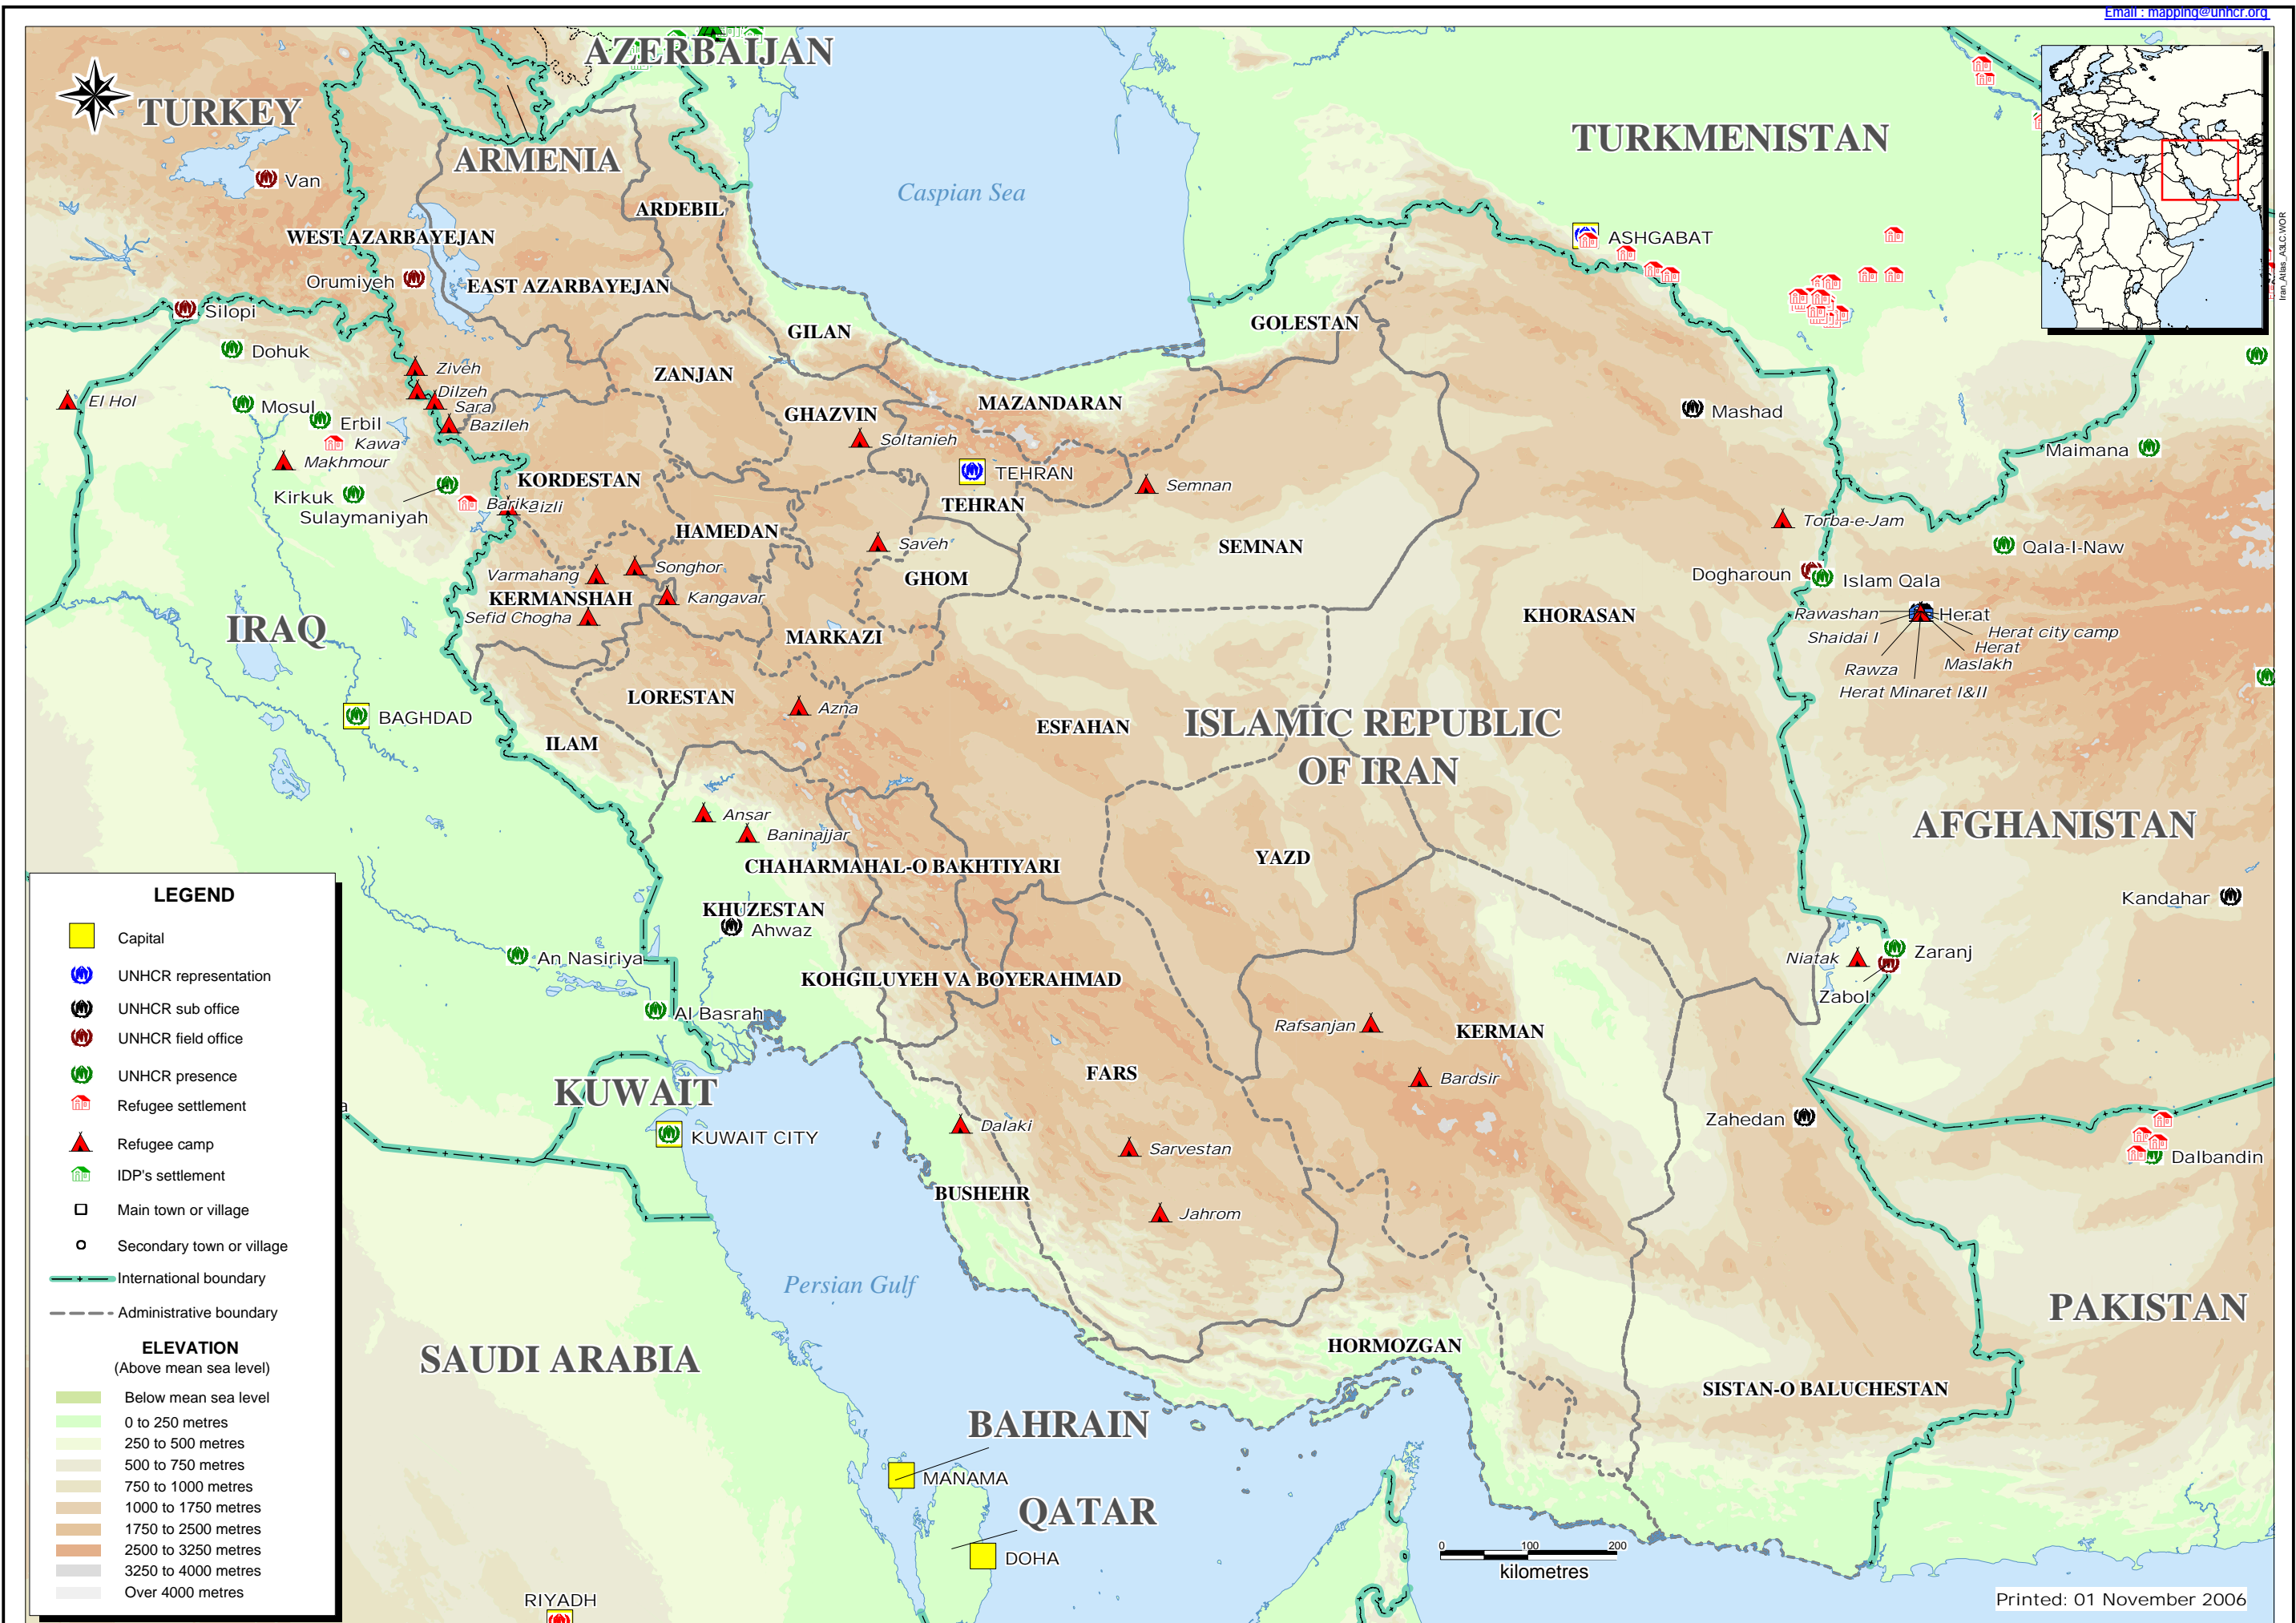 Email : mapping@unhcr.org
AZERBAIJAN
TURKEY
ARMENIA
TURKMENISTAN
Caspian Sea
Iran_Atlas_A3LC.WOR
Van
ARDEBIL
WEST AZARBAYEJAN
ASHGABAT
Orumiyeh
EAST AZARBAYEJAN
Silopi
GILAN
GOLESTAN
Dohuk
Ziveh
ZANJAN
Dilzeh
El Hol
Mosul
Sara
GHAZVIN
MAZANDARAN
Mashad
Erbil
Bazileh
Kawa
Soltanieh
Makhmour
Maimana
KORDESTAN
TEHRAN
Semnan
Kirkuk
Barika
izli
TEHRAN
Sulaymaniyah
Torba-e-Jam
HAMEDAN
Saveh
SEMNAN
Qala-I-Naw
Varmahang
Songhor
GHOM
Dogharoun
Islam Qala
KERMANSHAH
Kangavar
Sefid Chogha
KHORASAN
Rawashan
Herat
IRAQ
MARKAZI
Shaidai I
Herat city camp
Herat
Rawza
Maslakh
LORESTAN
Herat Minaret I&II
Azna
BAGHDAD
ESFAHAN
ISLAMIC REPUBLIC
OF IRAN
ILAM
Ansar
Baninajjar
AFGHANISTAN
CHAHARMAHAL-O BAKHTIYARI
YAZD
Kandahar
KHUZESTAN
Ahwaz
An Nasiriya
Zaranj
Niatak
KOHGILUYEH VA BOYERAHMAD
Zabol
Al Basrah
Rafsanjan
KERMAN
FARS
Bardsir
KUWAIT
a
Dalaki
Zahedan
KUWAIT CITY
Sarvestan
Dalbandin
BUSHEHR
Jahrom
Persian Gulf
PAKISTAN
SAUDI ARABIA
HORMOZGAN
SISTAN-O BALUCHESTAN
BAHRAIN
MANAMA
QATAR
DOHA
RIYADH
0 100 200
kilometres
Printed: 01 November 2006
LEGEND
Capital
UNHCR representation
UNHCR sub office
UNHCR field office
UNHCR presence
Refugee settlement
Refugee camp
IDP's settlement
Main town or village
Secondary town or village
International boundary
Administrative boundary
ELEVATION
(Above mean sea level)
Below mean sea level
0 to 250 metres
250 to 500 metres
500 to 750 metres
750 to 1000 metres
1000 to 1750 metres
1750 to 2500 metres
2500 to 3250 metres
3250 to 4000 metres
Over 4000 metres